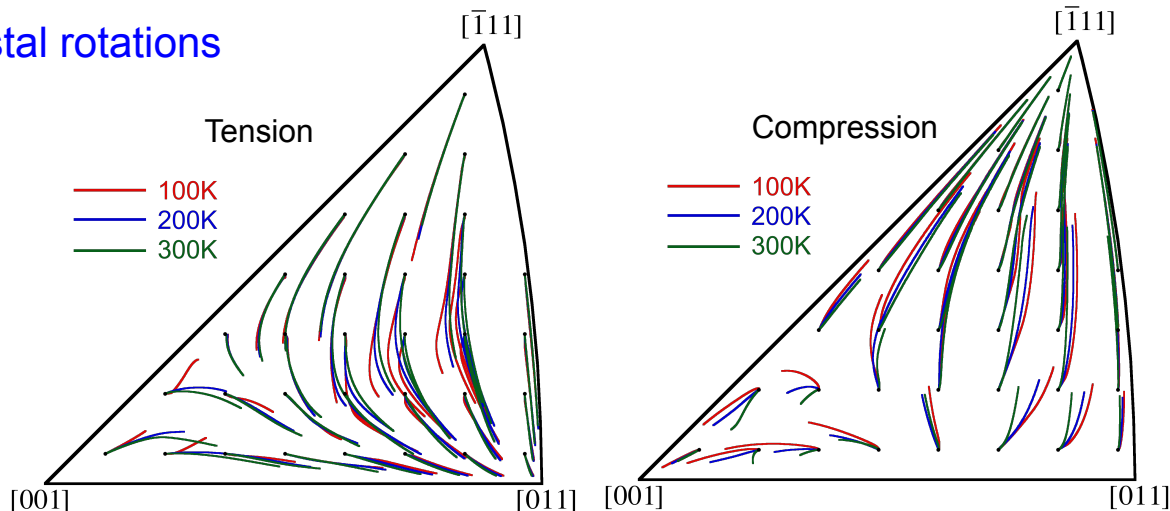 stal rotations
Tension
100K
200K
300K
[1̅11]
[001]
[011]
Compression
100K
200K
300K
[1̅11]
[001]
[011]